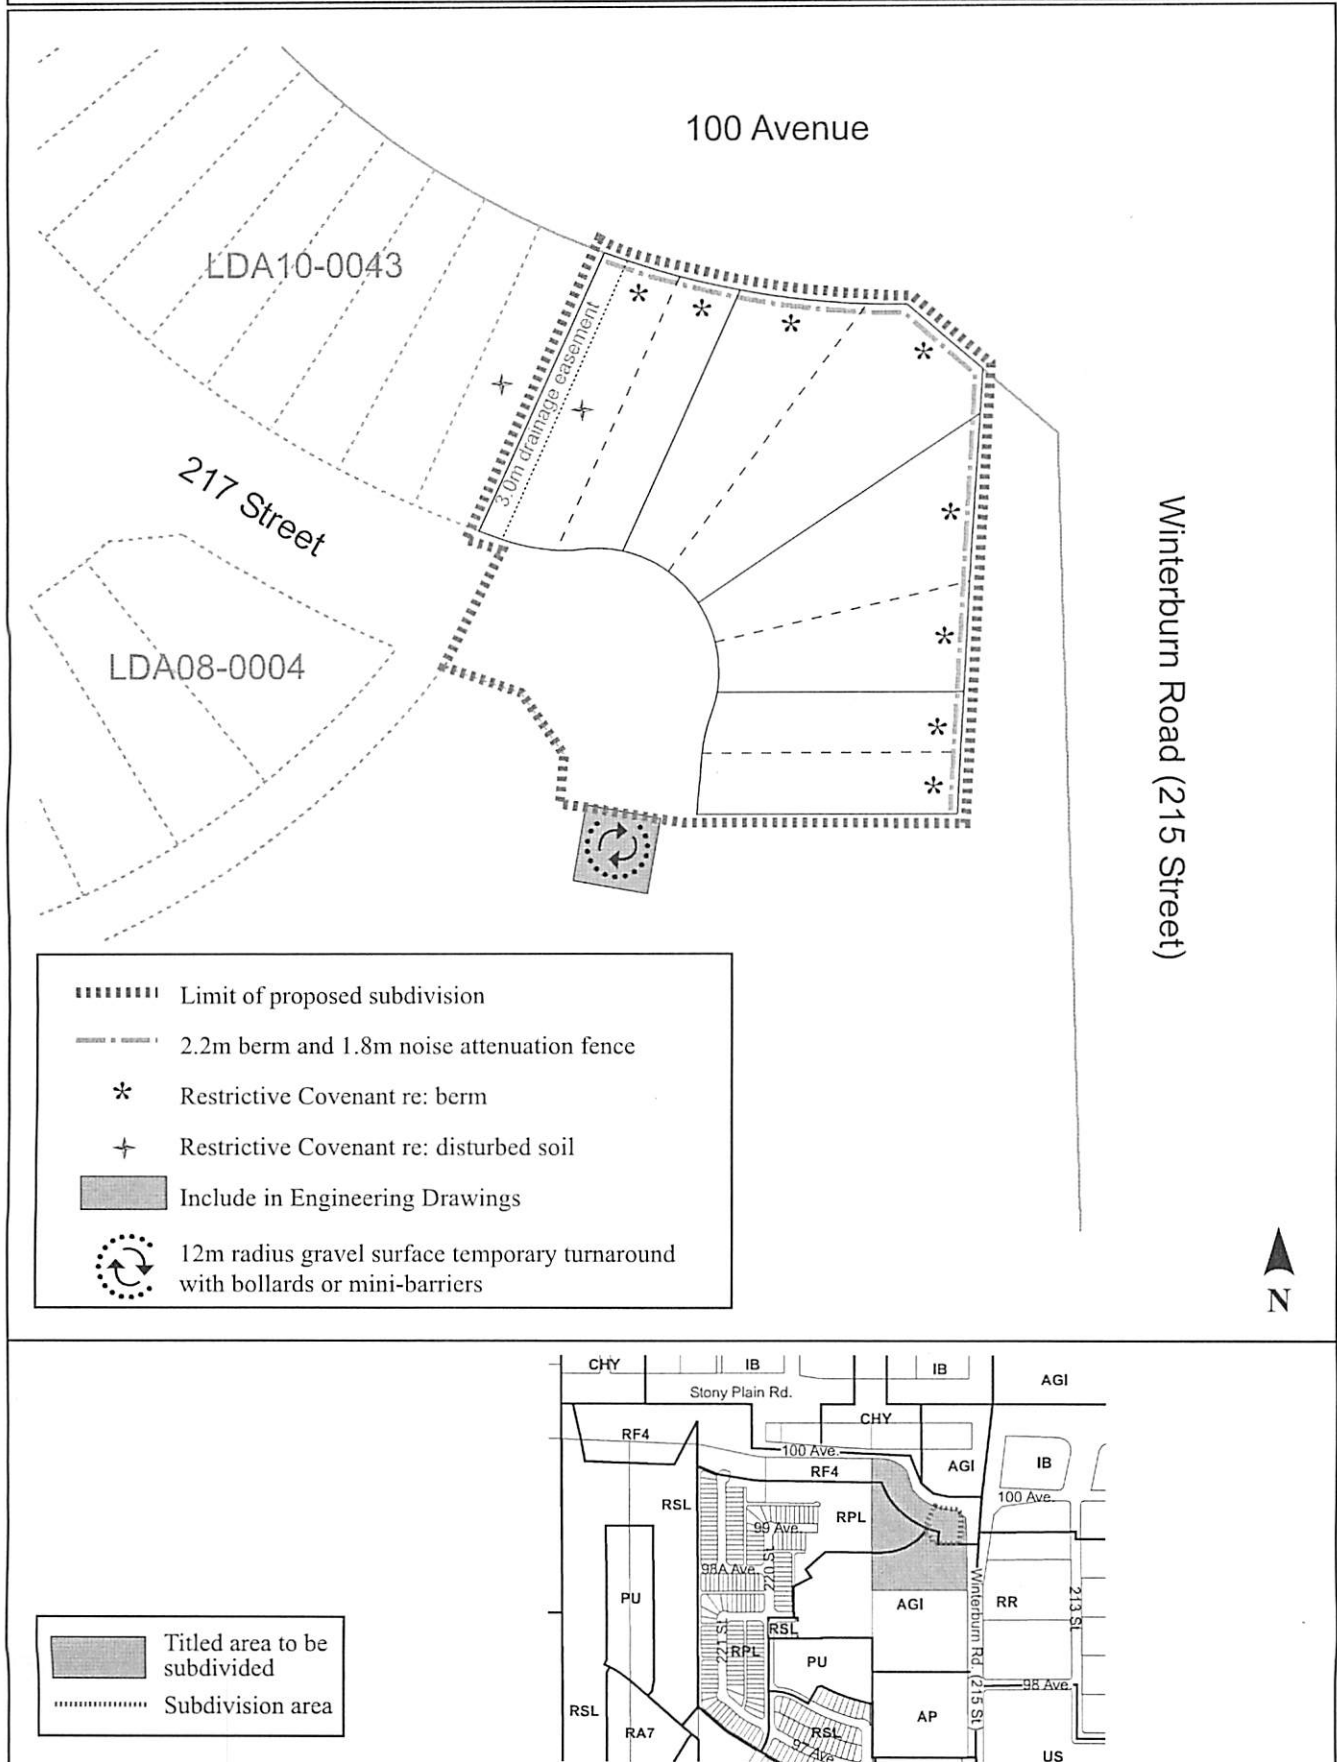 100 Avenue
LDA10-0043
3.0m drainage easement
217 Street
LDA08-0004
Winterburn Road (215 Street)
Limit of proposed subdivision
2.2m berm and 1.8m noise attenuation fence
Restrictive Covenant re: berm
Restrictive Covenant re: disturbed soil
Include in Engineering Drawings
12m radius gravel surface temporary turnaround
with bollards or mini-barriers
N
CHY
IB
IB
AGI
Stony Plain Rd.
CHY
RF4
100 Ave.
RF4
AGI
IB
100 Ave.
RSL
RPL
99 Ave.
98A Ave.
220 St
PU
AGI
RR
Winterburn Rd. (215 St)
213 St
221 St
RPL
RSL
PU
98 Ave.
RSL
RA7
RSL
97 Ave
AP
US
Titled area to be
subdivided
Subdivision area